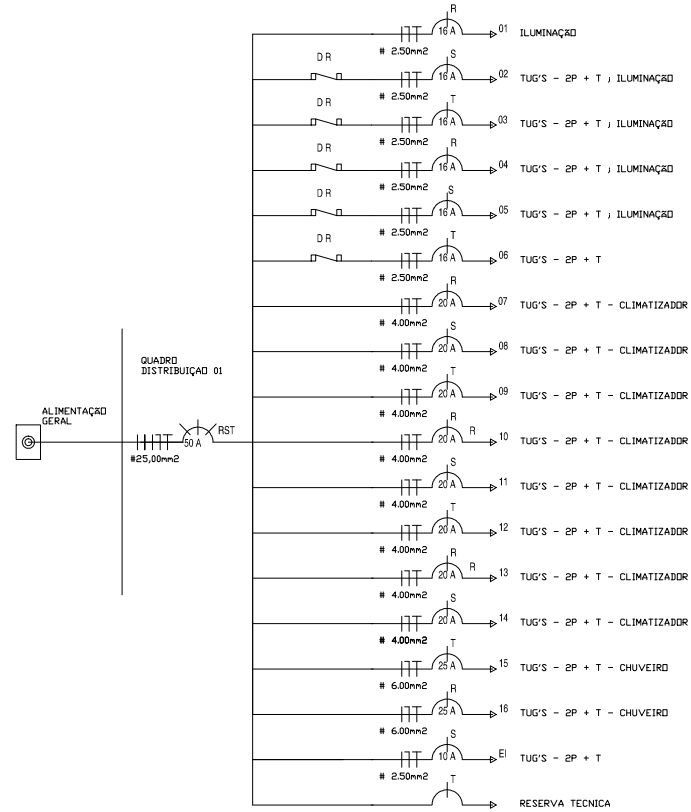 R
16 A
01 ILUMINAÇÃO
# 2.50mm2
DR
S
16 A
02 TUG'S - 2P + T ; ILUMINAÇÃO
# 2.50mm2
DR
T
16 A
03 TUG'S - 2P + T ; ILUMINAÇÃO
# 2.50mm2
DR
R
16 A
04 TUG'S - 2P + T ; ILUMINAÇÃO
# 2.50mm2
DR
S
16 A
05 TUG'S - 2P + T ; ILUMINAÇÃO
# 2.50mm2
DR
T
16 A
06 TUG'S - 2P + T
# 2.50mm2
R
20 A
07 TUG'S - 2P + T - CLIMATIZADOR
# 4.00mm2
S
20 A
08 TUG'S - 2P + T - CLIMATIZADOR
# 4.00mm2
T
20 A
09 TUG'S - 2P + T - CLIMATIZADOR
# 4.00mm2
QUADRO
DISTRIBUIÇAO 01
ALIMENTAÇÃO
GERAL
RST
50 A
#25,00mm2
R
20 A
R
10 TUG'S - 2P + T - CLIMATIZADOR
# 4.00mm2
S
20 A
11 TUG'S - 2P + T - CLIMATIZADOR
# 4.00mm2
T
20 A
12 TUG'S - 2P + T - CLIMATIZADOR
# 4.00mm2
R
20 A
R
13 TUG'S - 2P + T - CLIMATIZADOR
# 4.00mm2
S
20 A
14 TUG'S - 2P + T - CLIMATIZADOR
# 4.00mm2
T
25 A
15 TUG'S - 2P + T - CHUVEIRO
# 6.00mm2
R
25 A
16 TUG'S - 2P + T - CHUVEIRO
# 6.00mm2
S
10 A
EI TUG'S - 2P + T
# 2.50mm2
T
RESERVA TECNICA